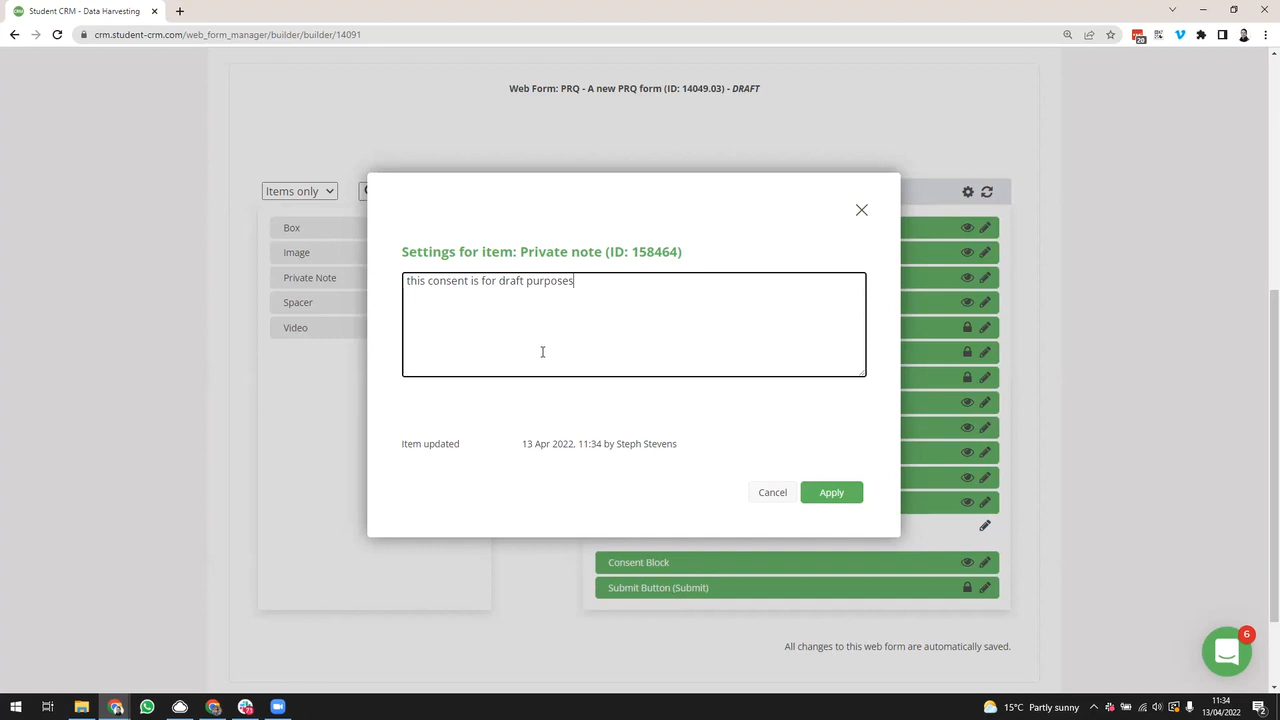 Student CRM - Data Harvesting
crm.student-crm.com/web_form_manager/builder/builder/14091
20
Web Form: PRQ - A new PRQ form (ID: 14049.03) - DRAFT
Items only
Box
Image
Private Note
Spacer
Video
Settings for item: Private note (ID: 158464)
this consent is for draft purposes
Item updated 13 Apr 2022, 11:34 by Steph Stevens
Cancel Apply
Consent Block
Submit Button (Submit)
All changes to this web form are automatically saved.
6
15°C Partly sunny
11:34
13/04/2022
2